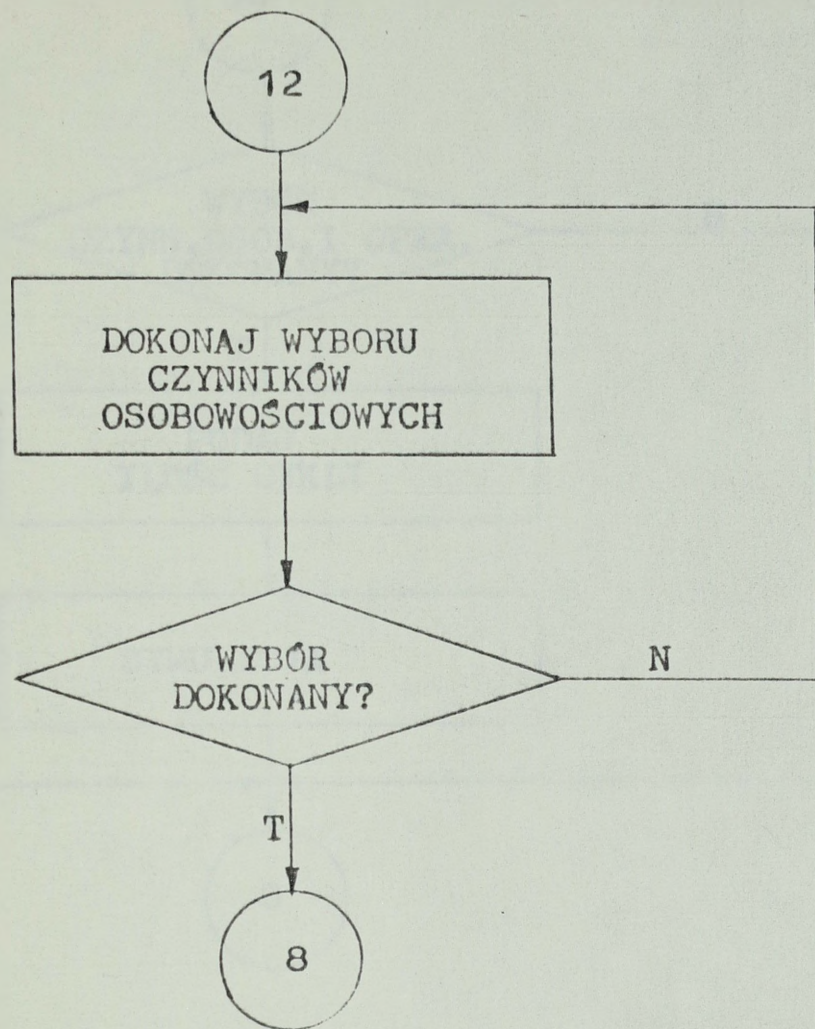 12
DOKONAJ WYBORU
CZYNNIKÓW
OSOBOWOŚCIOWYCH
WYBÓR
DOKONANY?
N
T
8